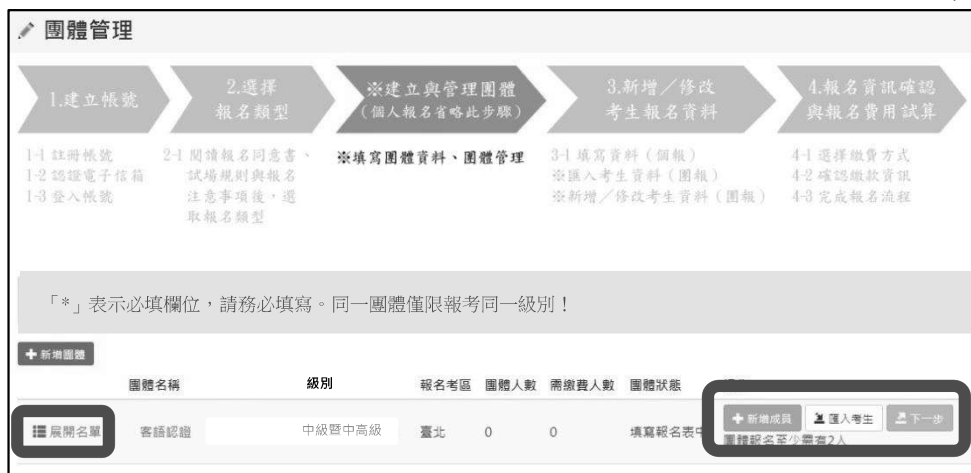 團體管理
1.建立帳號
2.選擇
報名類型
※建立與管理團體
(個人報名省略此步驟)
3.新增／修改
考生報名資料
4.報名資訊確認
與報名費用試算
1-1 註冊帳號
1-2 認證電子信箱
1-3 登入帳號
2-1 閱讀報名同意書、
試場規則與報名
注意事項後，選
取報名類型
※填寫團體資料、團體管理
3-1 填寫資料（個報）
※匯入考生資料（團報）
※新增／修改考生資料（團報）
4-1 選擇繳費方式
4-2 確認繳款資訊
4-3 完成報名流程
「*」表示必填欄位，請務必填寫。同一團體僅限報考同一級別！
新增團體
團體名稱 級別 報名考區 團體人數 需繳費人數 團體狀態
展開名單 客語認證 中級暨中高級 臺北 0 0 填寫報名表中 新增成員 匯入考生 下一步
團體報名至少需有2人